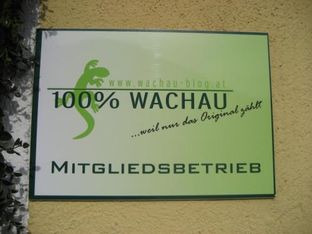 www.wachau-blog.at
100% WACHAU
...weil nur das Original zählt
MITGLIEDSBETRIEB